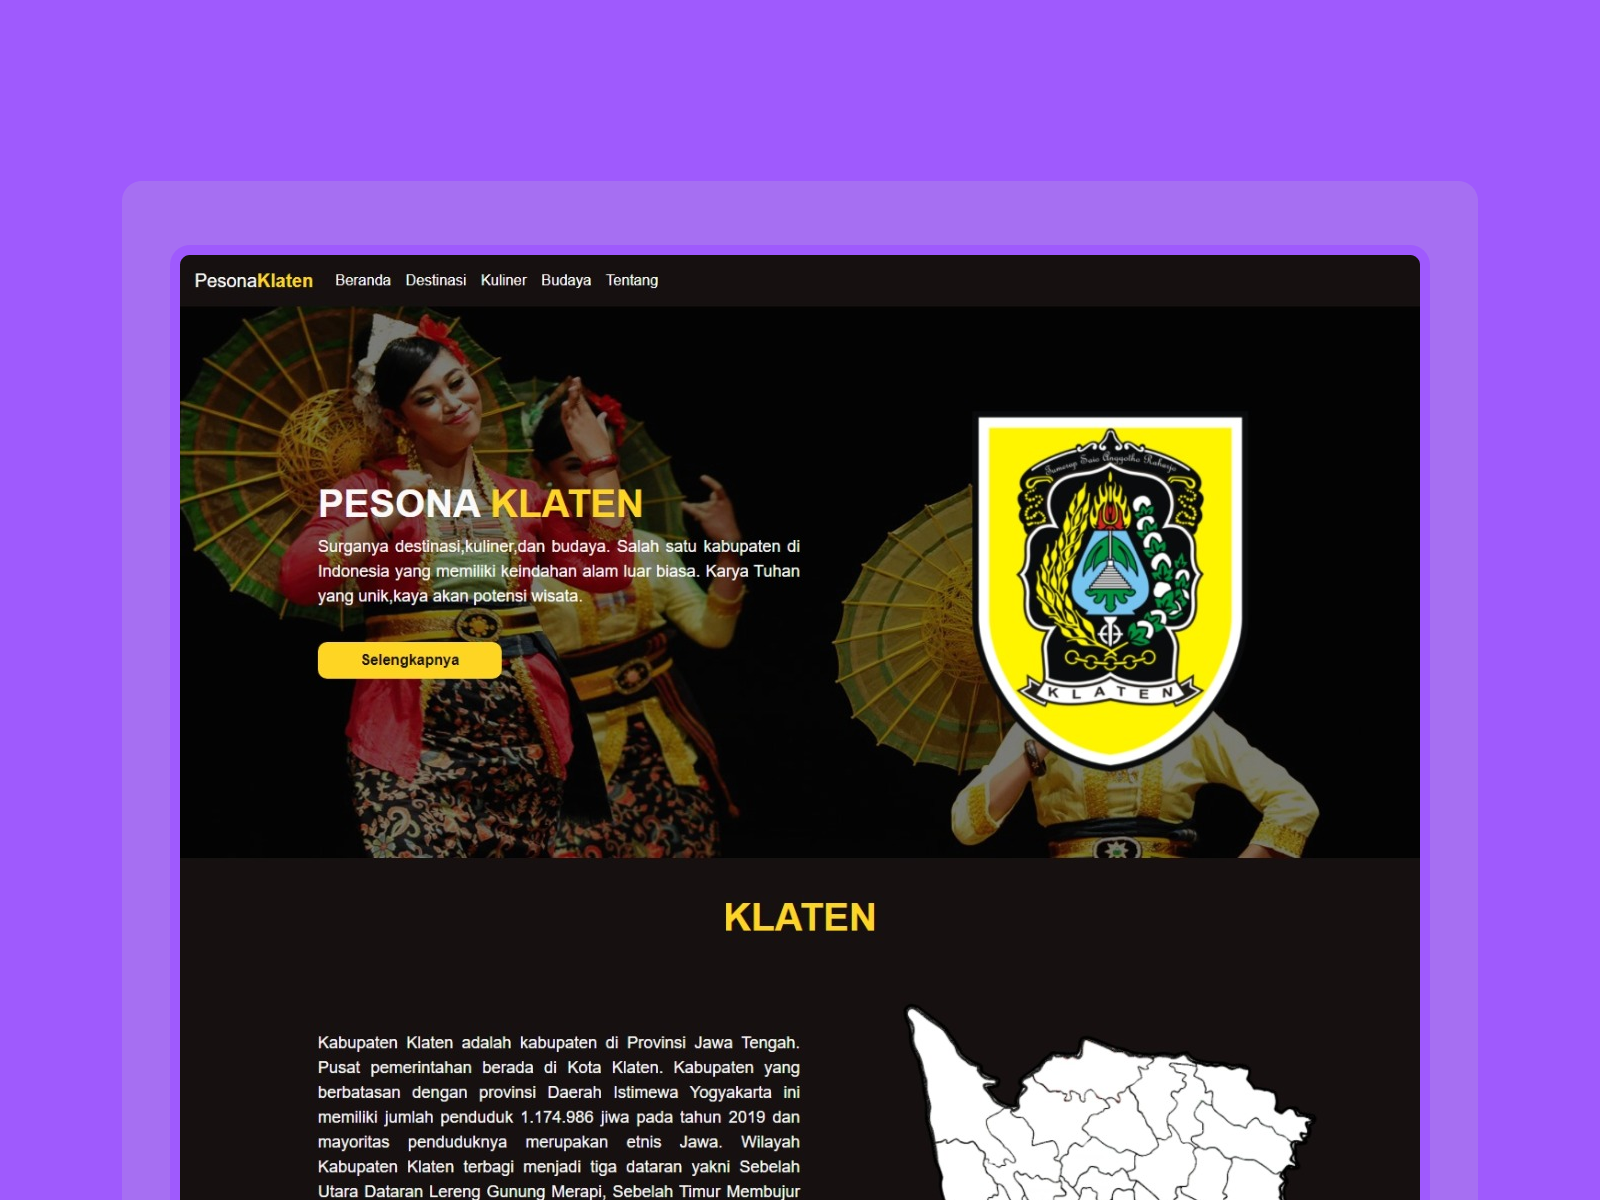 PesonaKlaten Beranda Destinasi Kuliner Budaya Tentang
PESONA KLATEN
Surganya destinasi,kuliner,dan budaya. Salah satu kabupaten di
Indonesia yang memiliki keindahan alam luar biasa. Karya Tuhan
yang unik,kaya akan potensi wisata.
Selengkapnya
KLATEN
KLATEN
Kabupaten Klaten adalah kabupaten di Provinsi Jawa Tengah.
Pusat pemerintahan berada di Kota Klaten. Kabupaten yang
berbatasan dengan provinsi Daerah Istimewa Yogyakarta ini
memiliki jumlah penduduk 1.174.986 jiwa pada tahun 2019 dan
mayoritas penduduknya merupakan etnis Jawa. Wilayah
Kabupaten Klaten terbagi menjadi tiga dataran yakni Sebelah
Utara Dataran Lereng Gunung Merapi, Sebelah Timur Membujur